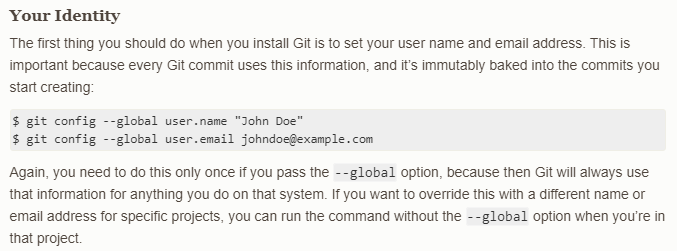 Your Identity
The first thing you should do when you install Git is to set your user name and email address. This is
important because every Git commit uses this information, and it’s immutably baked into the commits you
start creating:
$ git config --global user.name "John Doe"
$ git config --global user.email johndoe@example.com
Again, you need to do this only once if you pass the --global option, because then Git will always use
that information for anything you do on that system. If you want to override this with a different name or
email address for specific projects, you can run the command without the --global option when you’re in
that project.